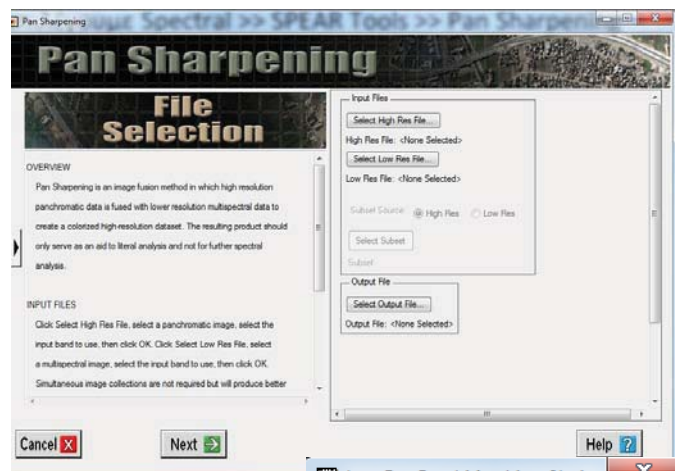 Spectral >> SPEAR Tools >> Pan Sharpening
Pan Sharpening
Pan Sharpening
File
Selection
OVERVIEW
Pan Sharpening is an image fusion method in which high resolution
panchromatic data is fused with lower resolution multispectral data to
create a colorized high-resolution dataset. The resulting product should
only serve as an aid to literal analysis and not for further spectral
analysis.
INPUT FILES
Click Select High Res File, select a panchromatic image, select the
input band to use, then click OK. Click Select Low Res File, select
a multispectral image, select the input band to use, then click OK.
Simultaneous image collections are not required but will produce better
Input Files
Select High Res File...
High Res File: <None Selected>
Select Low Res File...
Low Res File: <None Selected>
Subset Source High Res Low Res
Select Subset
Subset
Output File
Select Output File...
Output File: <None Selected>
Cancel
Next
Help